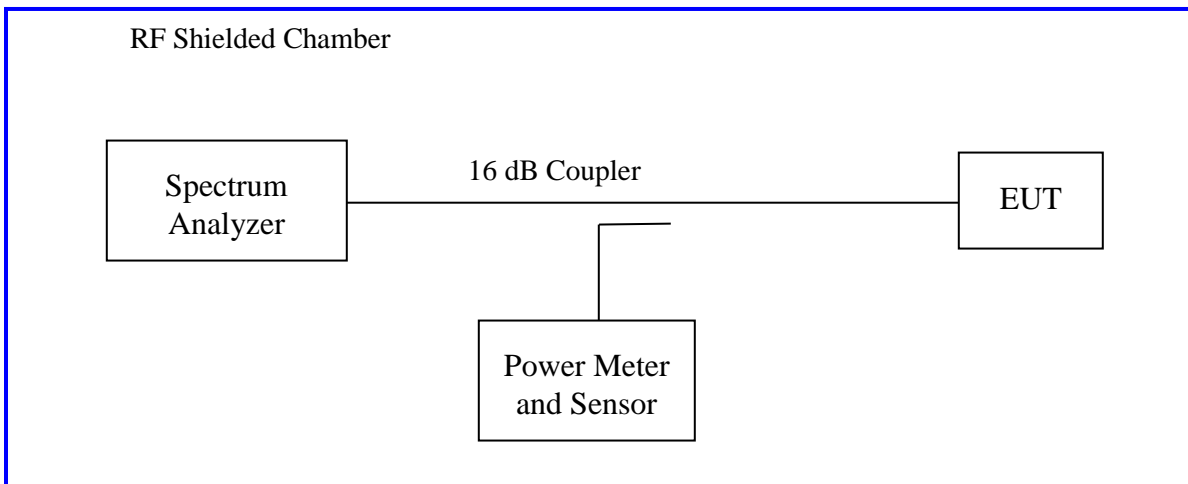 RF Shielded Chamber
16 dB Coupler
Spectrum
Analyzer
EUT
Power Meter
and Sensor